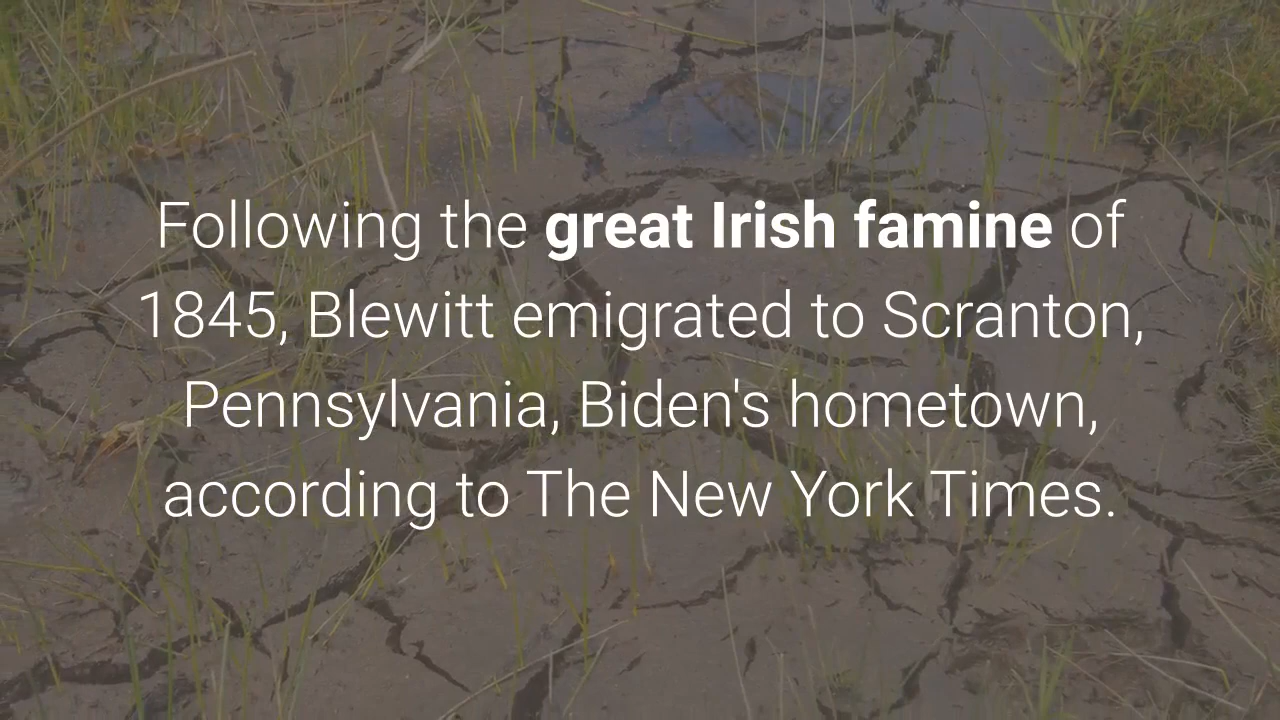 Following the great Irish famine of
1845, Blewitt emigrated to Scranton,
Pennsylvania, Biden's hometown,
according to The New York Times.